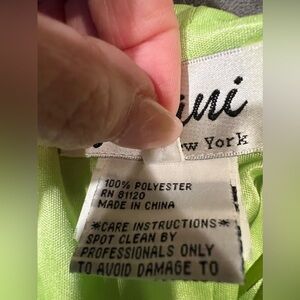 ini
w York
100% POLYESTER
RN 81120
MADE IN CHINA
*CARE INSTRUCTIONS*
SPOT CLEAN BY
PROFESSIONALS ONLY
TO AVOID DAMAGE TO